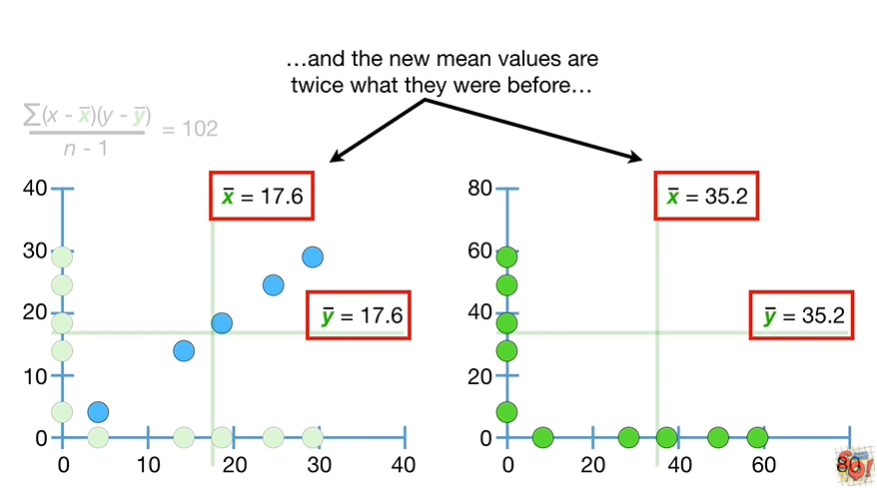 …and the new mean values are
twice what they were before…
∑(x - x̄)(y - ȳ)
n - 1
= 102
40
30
20
10
0
0 10 20 30 40
x̄ = 17.6
ȳ = 17.6
80
60
40
20
0
0 20 40 60 80
x̄ = 35.2
ȳ = 35.2